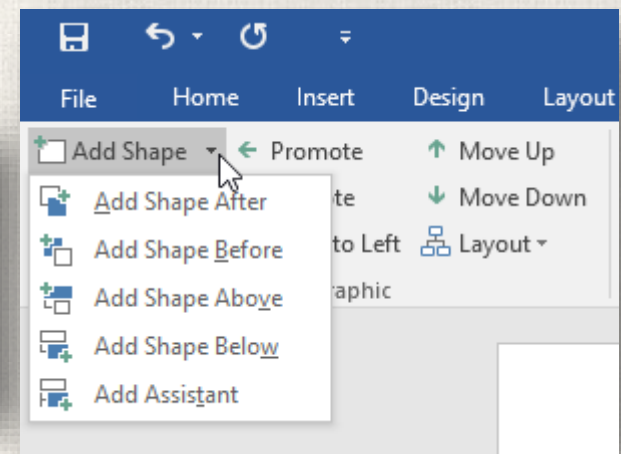 File Home Insert Design Layout
Add Shape Promote Move Up
te Move Down
to Left Layout
raphic
Add Shape After
Add Shape Before
Add Shape Above
Add Shape Below
Add Assistant